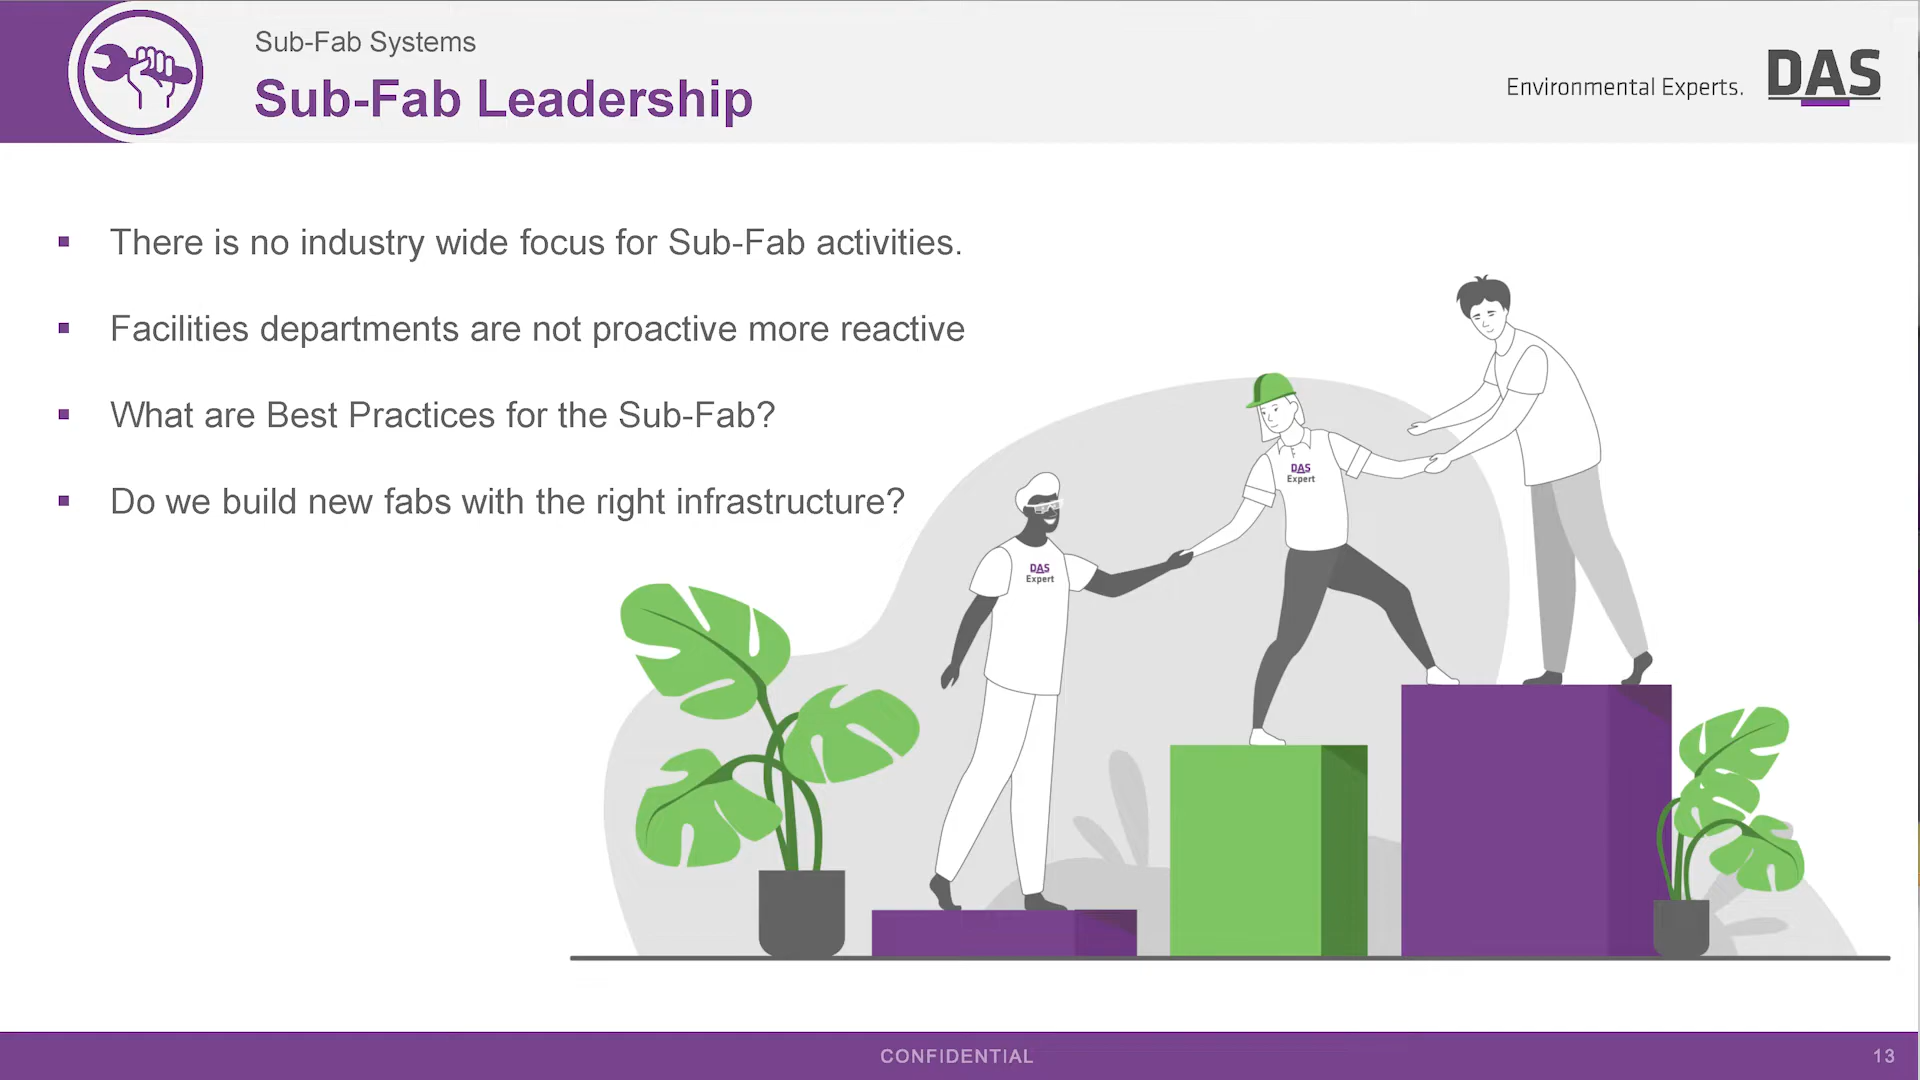 Sub-Fab Systems
Sub-Fab Leadership
Environmental Experts.
DAS
▪ There is no industry wide focus for Sub-Fab activities.
▪ Facilities departments are not proactive more reactive
▪ What are Best Practices for the Sub-Fab?
▪ Do we build new fabs with the right infrastructure?
DAS
Expert
DAS
Expert
CONFIDENTIAL
13